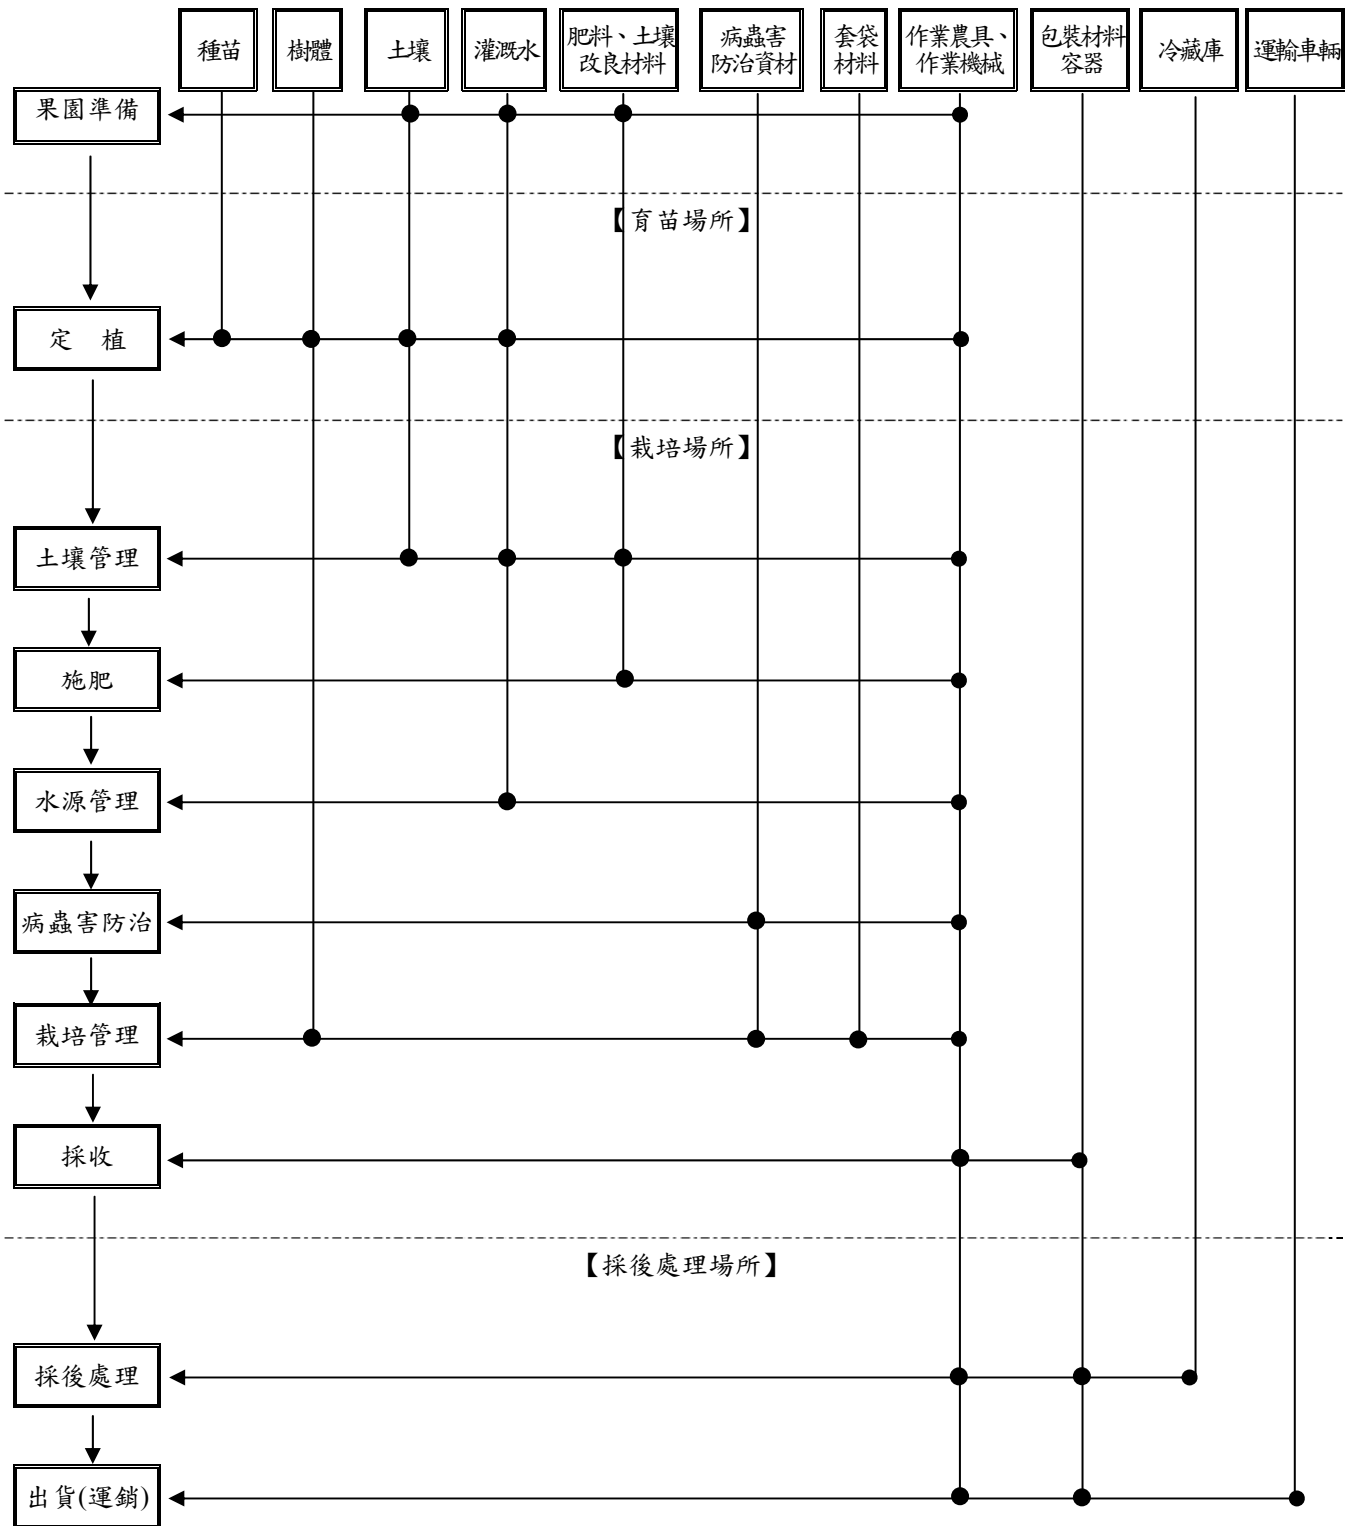 種苗
樹體
土壤
灌溉水
肥料、土壤
改良材料
病蟲害
防治資材
套袋
材料
作業農具、
作業機械
包裝材料
容器
冷藏庫
運輸車輛
果園準備
【育苗場所】
定 植
【栽培場所】
土壤管理
施肥
水源管理
病蟲害防治
栽培管理
採收
【採後處理場所】
採後處理
出貨(運銷)